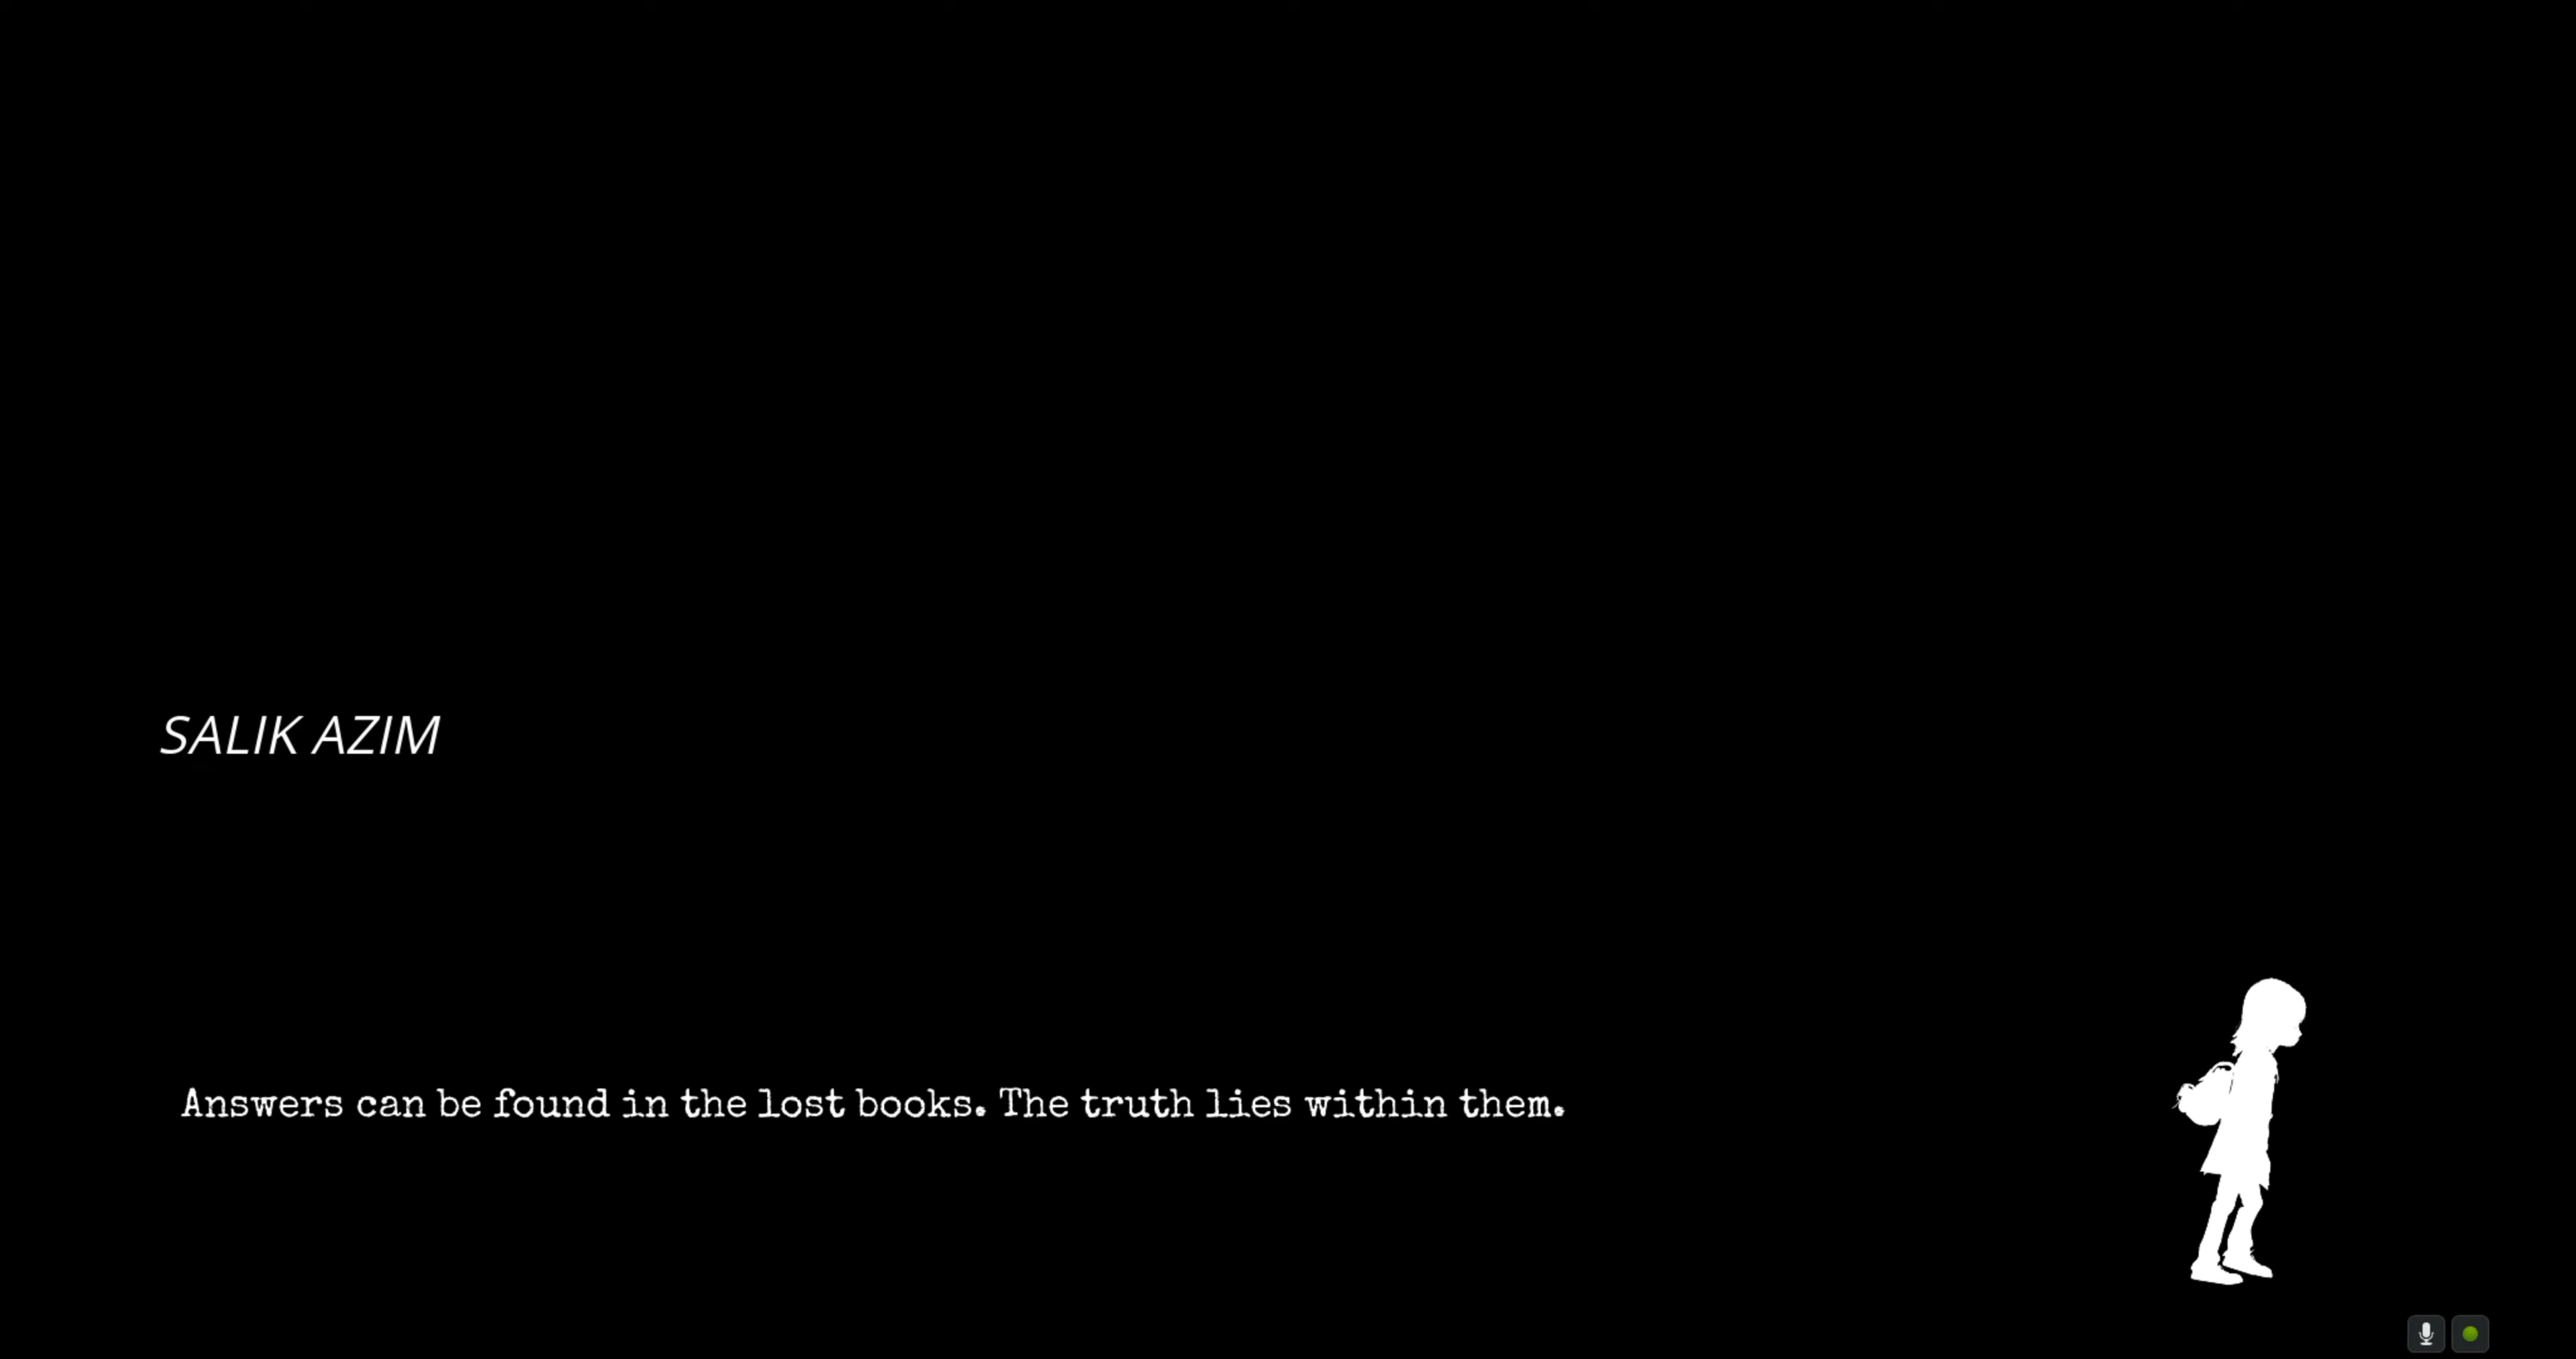 SALIK AZIM
Answers can be found in the lost books. The truth lies within them.